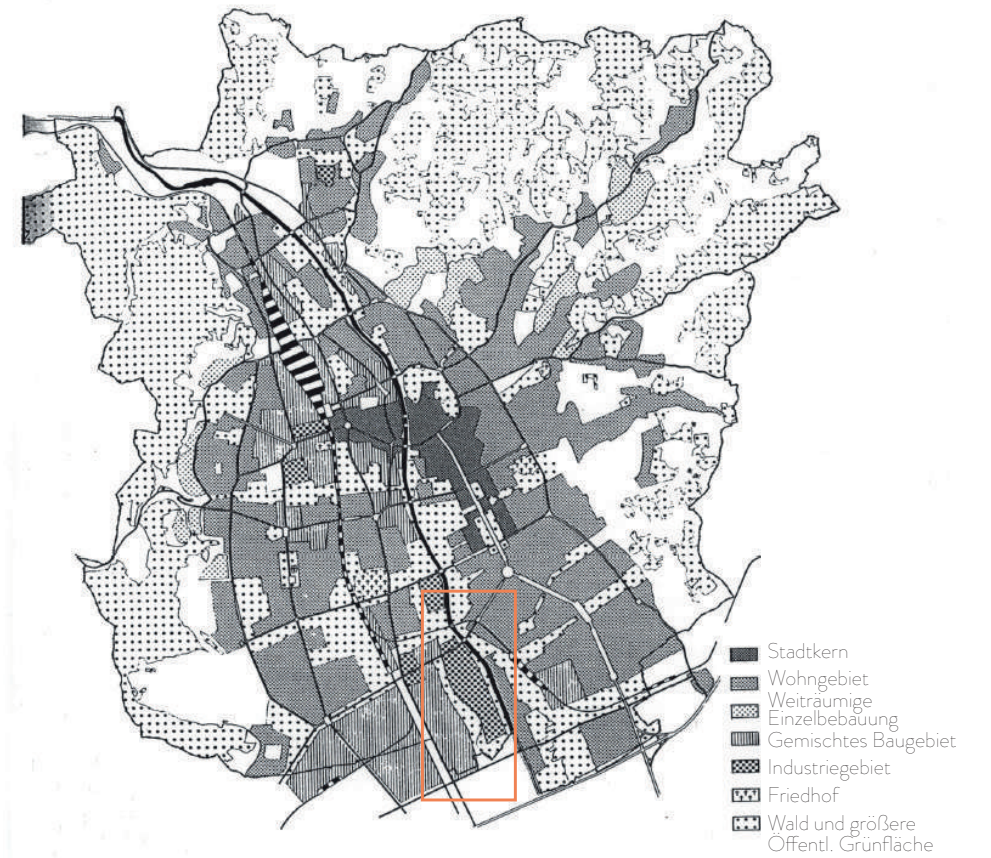 Stadtkern
Wohngebiet
Weiträumige
Einzelbebauung
Gemischtes Baugebiet
Industriegebiet
Friedhof
Wald und größere
Öffentl. Grünfläche